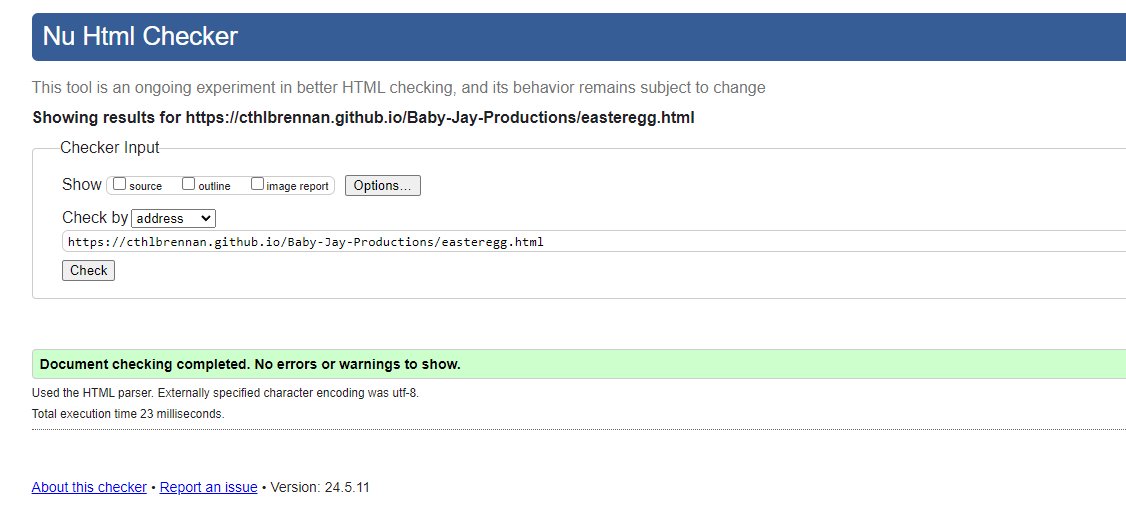 Nu Html Checker
This tool is an ongoing experiment in better HTML checking, and its behavior remains subject to change
Showing results for https://cthlbrennan.github.io/Baby-Jay-Productions/easteregg.html
Checker Input
Show source outline image report Options...
Check by address
https://cthlbrennan.github.io/Baby-Jay-Productions/easteregg.html
Check
Document checking completed. No errors or warnings to show.
Used the HTML parser. Externally specified character encoding was utf-8.
Total execution time 23 milliseconds.
About this checker • Report an issue • Version: 24.5.11